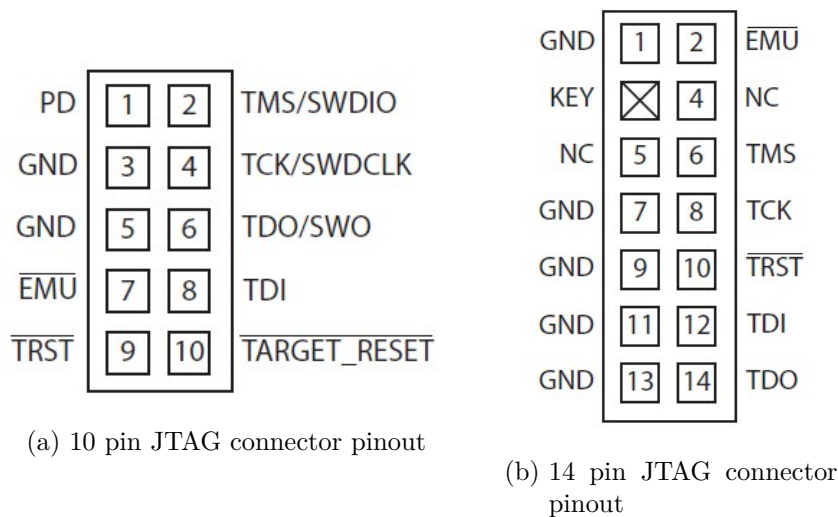 PD 1 2 TMS/SWDIO
GND 3 4 TCK/SWDCLK
GND 5 6 TDO/SWO
EMU 7 8 TDI
TRST 9 10 TARGET_RESET
(a) 10 pin JTAG connector pinout
GND 1 2 EMU
KEY 4 NC
NC 5 6 TMS
GND 7 8 TCK
GND 9 10 TRST
GND 11 12 TDI
GND 13 14 TDO
(b) 14 pin JTAG connector
pinout